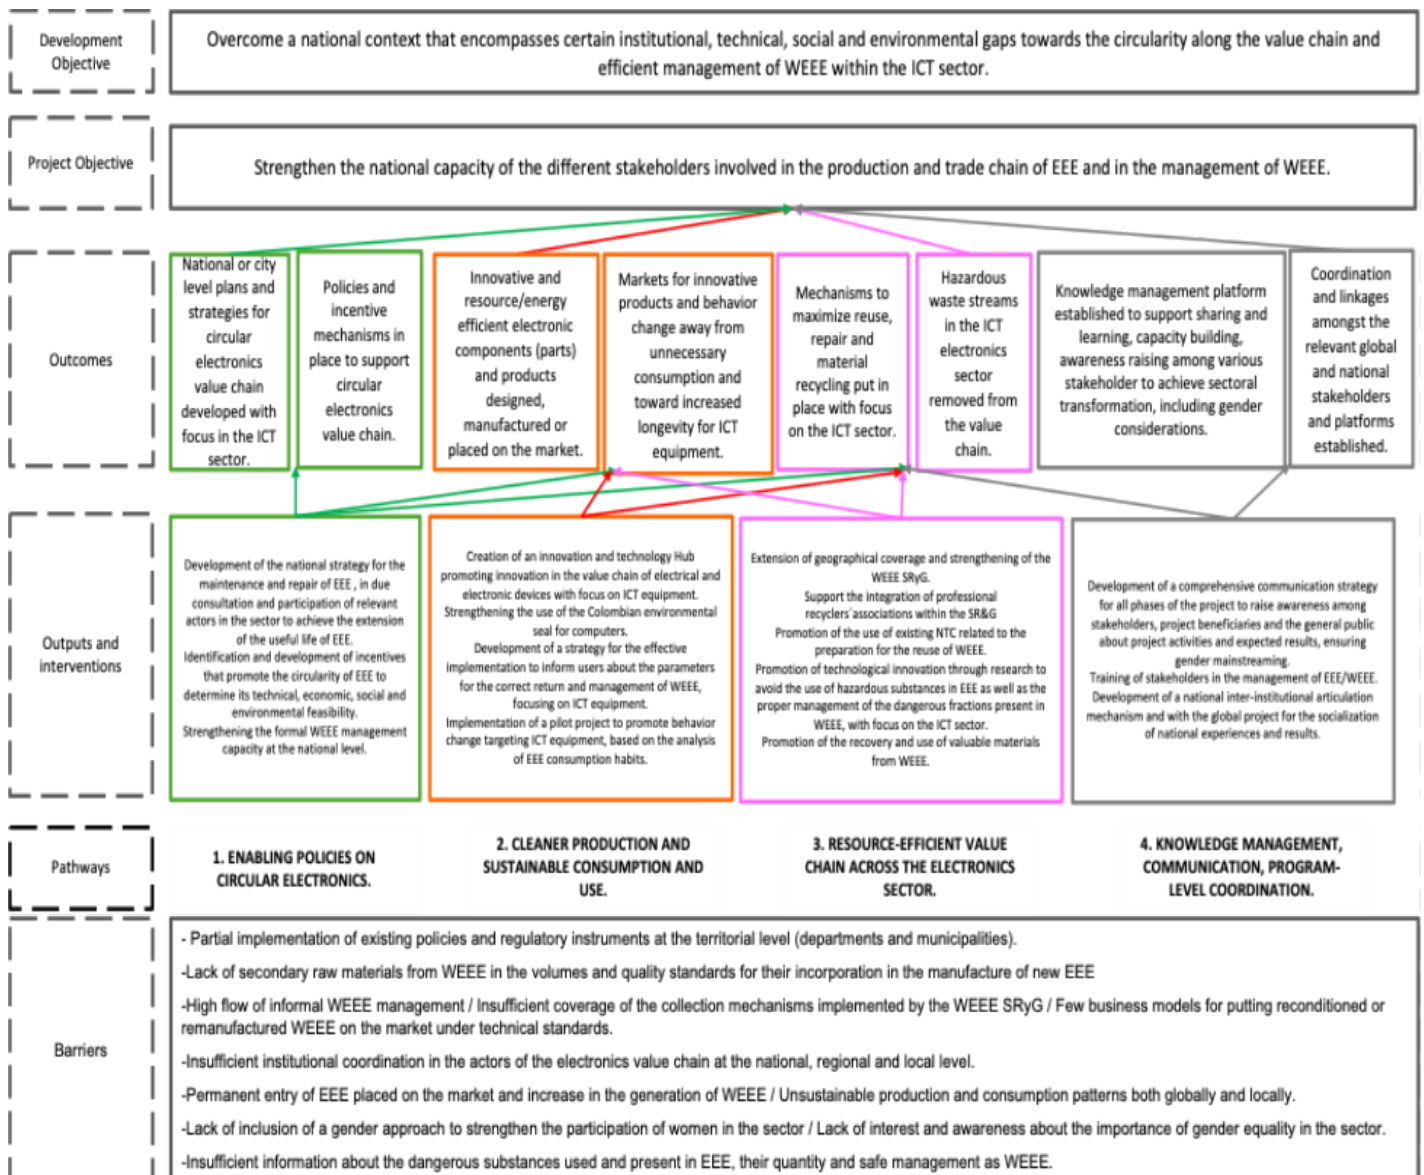 Development
Objective
Overcome a national context that encompasses certain institutional, technical, social and environmental gaps towards the circularity along the value chain and
efficient management of WEEE within the ICT sector.
Project Objective
Strengthen the national capacity of the different stakeholders involved in the production and trade chain of EEE and in the management of WEEE.
Outcomes
National or city
level plans and
strategies for
circular
electronics
value chain
developed with
focus in the ICT
sector.
Policies and
incentive
mechanisms in
place to support
circular
electronics
value chain.
Innovative and
resource/energy
efficient electronic
components (parts)
and products
designed,
manufactured or
placed on the market.
Markets for innovative
products and behavior
change away from
unnecessary
consumption and
toward increased
longevity for ICT
equipment.
Mechanisms to
maximize reuse,
repair and
material
recycling put in
place with focus
on the ICT sector.
Hazardous
waste streams
in the ICT
electronics
sector
removed from
the value
chain.
Knowledge management platform
established to support sharing and
learning, capacity building,
awareness raising among various
stakeholder to achieve sectoral
transformation, including gender
considerations.
Coordination
and linkages
amongst the
relevant global
and national
stakeholders
and platforms
established.
Outputs and
interventions
Development of the national strategy for the
maintenance and repair of EEE , in due
consultation and participation of relevant
actors in the sector to achieve the extension
of the useful life of EEE.
Identification and development of incentives
that promote the circularity of EEE to
determine its technical, economic, social and
environmental feasibility.
Strengthening the formal WEEE management
capacity at the national level.
Creation of an innovation and technology Hub
promoting innovation in the value chain of electrical and
electronic devices with focus on ICT equipment.
Strengthening the use of the Colombian environmental
seal for computers.
Development of a strategy for the effective
implementation to inform users about the parameters
for the correct return and management of WEEE,
focusing on ICT equipment.
Implementation of a pilot project to promote behavior
change targeting ICT equipment, based on the analysis
of EEE consumption habits.
Extension of geographical coverage and strengthening of the
WEEE SRyG.
Support the integration of professional
recyclers´associations within the SR&G
Promotion of the use of existing NTC related to the
preparation for the reuse of WEEE.
Promotion of technological innovation through research to
avoid the use of hazardous substances in EEE as well as the
proper management of the dangerous fractions present in
WEEE, with focus on the ICT sector.
Promotion of the recovery and use of valuable materials
from WEEE.
Development of a comprehensive communication strategy
for all phases of the project to raise awareness among
stakeholders, project beneficiaries and the general public
about project activities and expected results, ensuring
gender mainstreaming.
Training of stakeholders in the management of EEE/WEEE.
Development of a national inter-institutional articulation
mechanism and with the global project for the socialization
of national experiences and results.
Pathways
1. ENABLING POLICIES ON
CIRCULAR ELECTRONICS.
2. CLEANER PRODUCTION AND
SUSTAINABLE CONSUMPTION AND
USE.
3. RESOURCE-EFFICIENT VALUE
CHAIN ACROSS THE ELECTRONICS
SECTOR.
4. KNOWLEDGE MANAGEMENT,
COMMUNICATION, PROGRAM-
LEVEL COORDINATION.
Barriers
- Partial implementation of existing policies and regulatory instruments at the territorial level (departments and municipalities).
-Lack of secondary raw materials from WEEE in the volumes and quality standards for their incorporation in the manufacture of new EEE
-High flow of informal WEEE management / Insufficient coverage of the collection mechanisms implemented by the WEEE SRyG / Few business models for putting reconditioned or
remanufactured WEEE on the market under technical standards.
-Insufficient institutional coordination in the actors of the electronics value chain at the national, regional and local level.
-Permanent entry of EEE placed on the market and increase in the generation of WEEE / Unsustainable production and consumption patterns both globally and locally.
-Lack of inclusion of a gender approach to strengthen the participation of women in the sector / Lack of interest and awareness about the importance of gender equality in the sector.
-Insufficient information about the dangerous substances used and present in EEE, their quantity and safe management as WEEE.